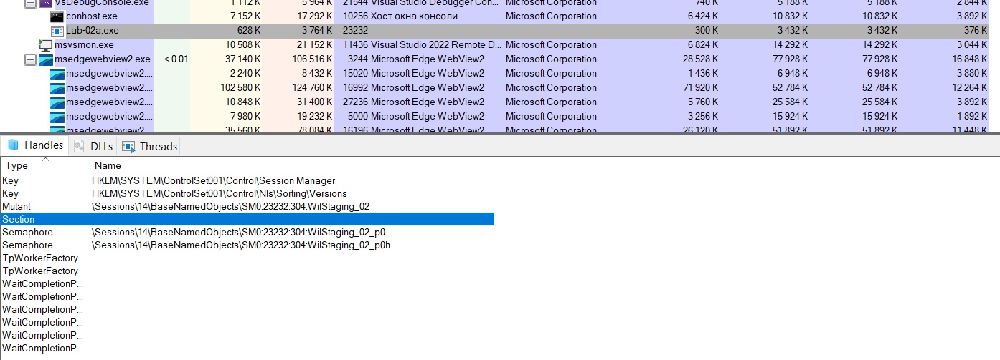 VsDebugConsole.exe 1 112 K 5 964 K 21544 Visual Studio Debugger Con... Microsoft Corporation 740 K 5 188 K 5 188 K 2 844 K
conhost.exe 7 152 K 17 292 K 10256 Хост окна консоли Microsoft Corporation 6 424 K 10 832 K 10 832 K 3 892 K
Lab-02a.exe 628 K 3 764 K 23232 300 K 3 432 K 3 432 K 376 K
msvsmon.exe 10 508 K 21 152 K 11436 Visual Studio 2022 Remote D... Microsoft Corporation 6 824 K 14 292 K 14 292 K 3 044 K
msedgewebview2.exe < 0.01 37 140 K 106 516 K 3244 Microsoft Edge WebView2 Microsoft Corporation 28 528 K 77 928 K 77 928 K 16 848 K
msedgewebview2.... 2 240 K 8 432 K 15020 Microsoft Edge WebView2 Microsoft Corporation 1 436 K 6 948 K 6 948 K 3 880 K
msedgewebview2.... 102 580 K 124 760 K 16992 Microsoft Edge WebView2 Microsoft Corporation 71 920 K 52 784 K 52 784 K 12 264 K
msedgewebview2.... 10 848 K 31 400 K 27236 Microsoft Edge WebView2 Microsoft Corporation 5 760 K 25 584 K 25 584 K 3 892 K
msedgewebview2.... 7 980 K 19 232 K 5000 Microsoft Edge WebView2 Microsoft Corporation 3 256 K 15 924 K 15 924 K 1 892 K
msedgewebview2.... 35 560 K 78 084 K 16196 Microsoft Edge WebView2 Microsoft Corporation 26 120 K 51 892 K 51 892 K 11 448 K
Handles DLLs Threads
Type Name
Key HKLM\SYSTEM\ControlSet001\Control\Session Manager
Key HKLM\SYSTEM\ControlSet001\Control\Nls\Sorting\Versions
Mutant \Sessions\14\BaseNamedObjects\SM0:23232:304:WilStaging_02
Section
Semaphore \Sessions\14\BaseNamedObjects\SM0:23232:304:WilStaging_02_p0
Semaphore \Sessions\14\BaseNamedObjects\SM0:23232:304:WilStaging_02_p0h
TpWorkerFactory
TpWorkerFactory
WaitCompletionP...
WaitCompletionP...
WaitCompletionP...
WaitCompletionP...
WaitCompletionP...
WaitCompletionP...